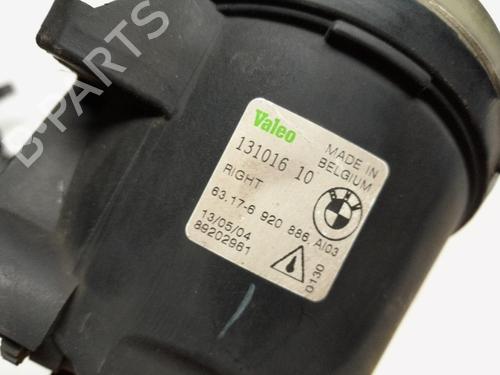 Valeo
131016 10
MADE IN
BELGIUM
RIGHT
63.17-6 920 886, AI03
13/05/04
89202961
D130
BMW
B-PARTS